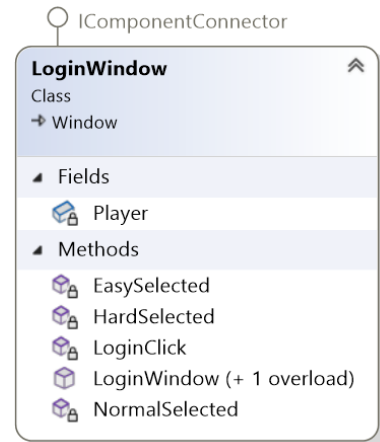 IComponentConnector
LoginWindow
Class
Window
Fields
Player
Methods
EasySelected
HardSelected
LoginClick
LoginWindow (+ 1 overload)
NormalSelected